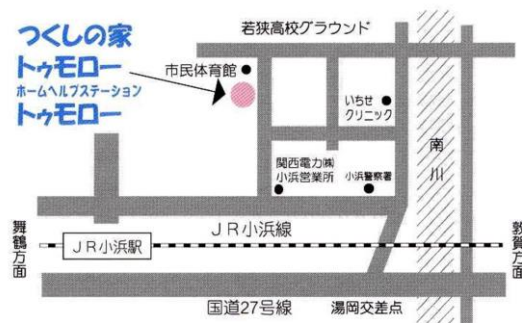 つくしの家
トゥモロー
ホームヘルプステーション
トゥモロー
若狭高校グラウンド
市民体育館
いちせ
クリニック
関西電力㈱
小浜営業所
小浜警察署
南川
舞鶴方面
JR小浜線
JR小浜駅
敦賀方面
国道27号線
湯岡交差点